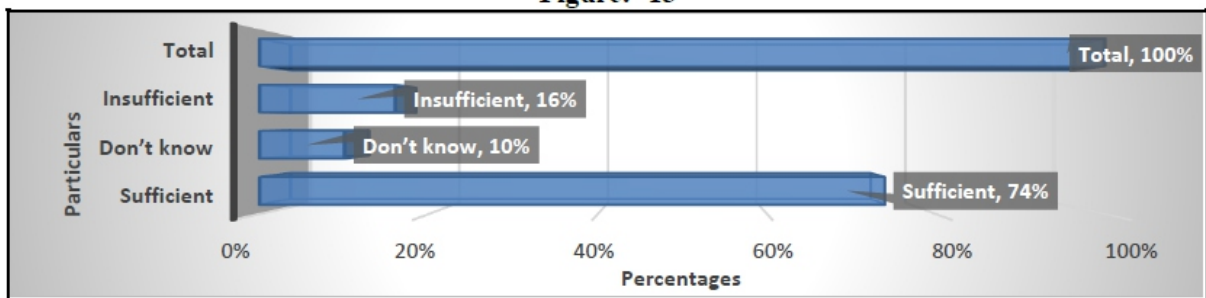 Total
Total, 100%
Insufficient
Insufficient, 16%
Don't know
Don't know, 10%
Sufficient
Sufficient, 74%
Particulars
0% 20% 40% 60% 80% 100%
Percentages